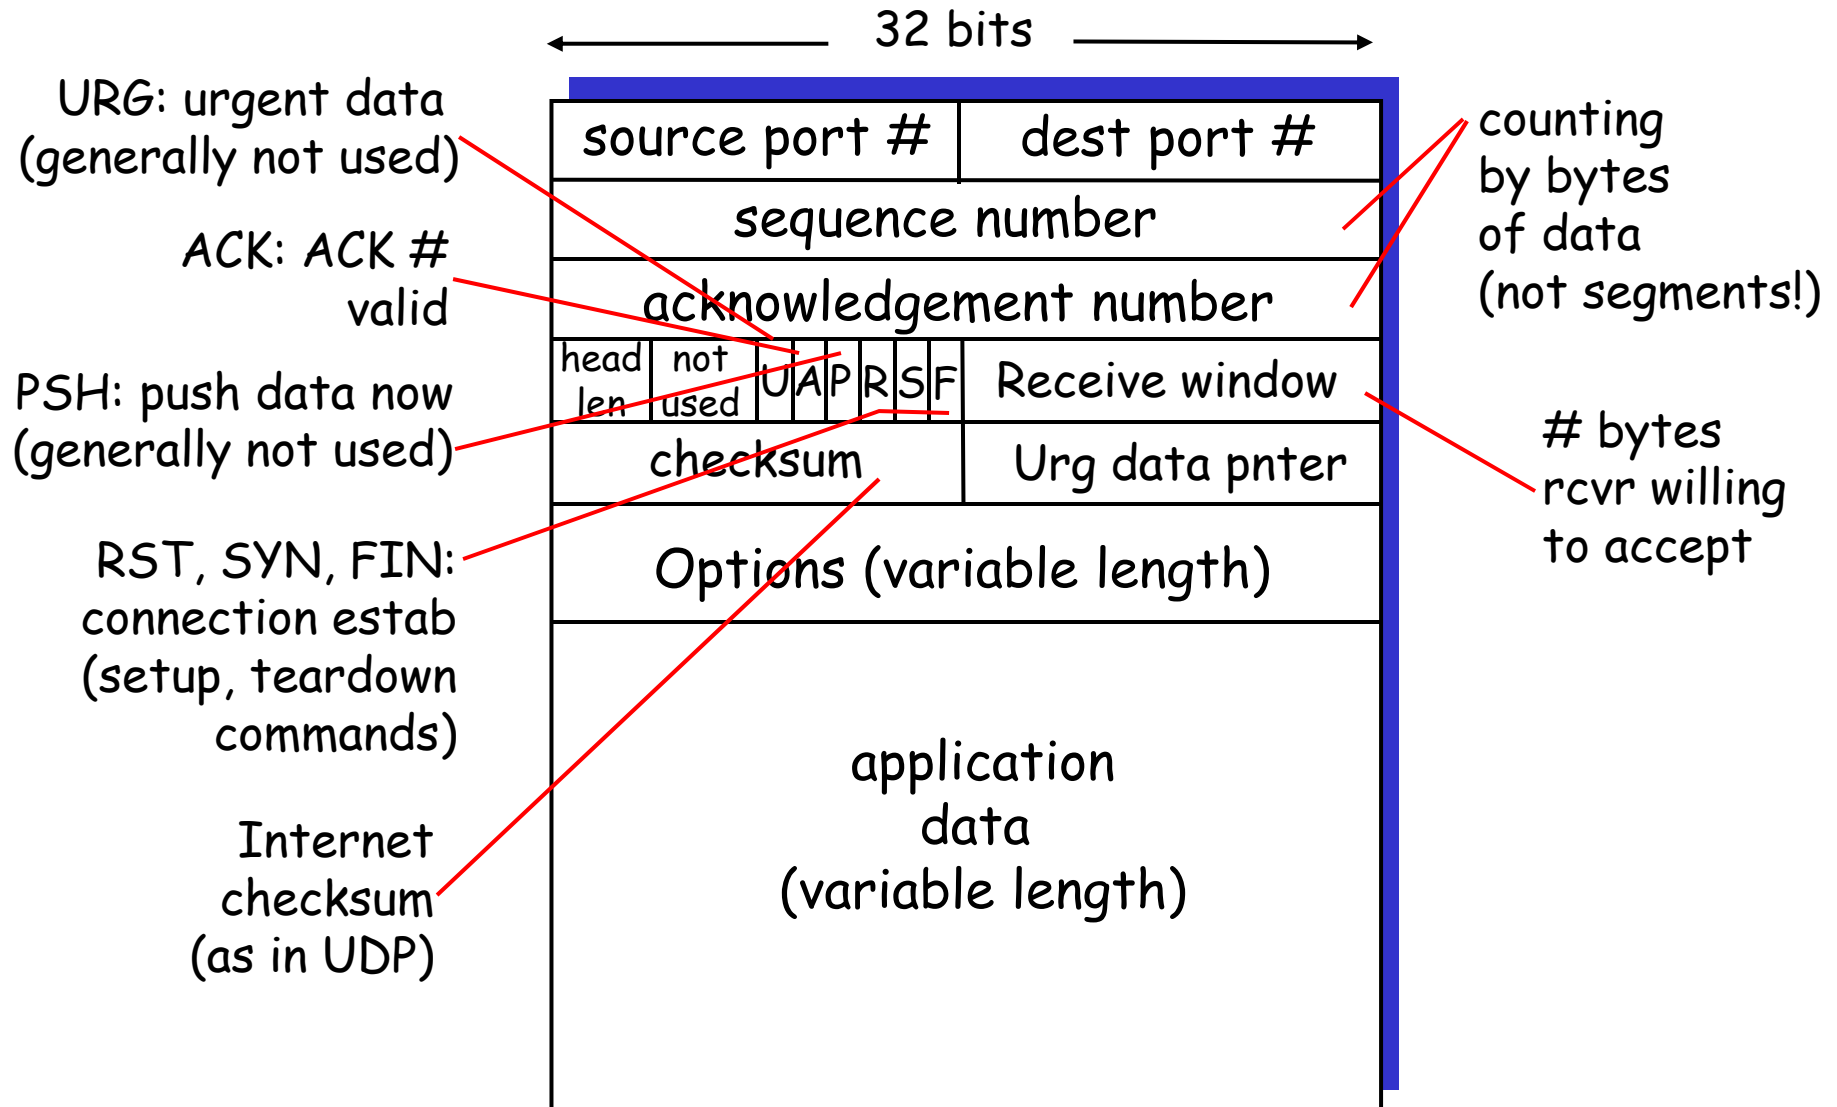 32 bits
URG: urgent data
(generally not used)
ACK: ACK #
valid
PSH: push data now
(generally not used)
RST, SYN, FIN:
connection estab
(setup, teardown
commands)
Internet
checksum
(as in UDP)
source port # dest port #
sequence number
acknowledgement number
head
len
not
used
U A P R S F
Receive window
checksum
Urg data pnter
Options (variable length)
application
data
(variable length)
counting
by bytes
of data
(not segments!)
# bytes
rcvr willing
to accept